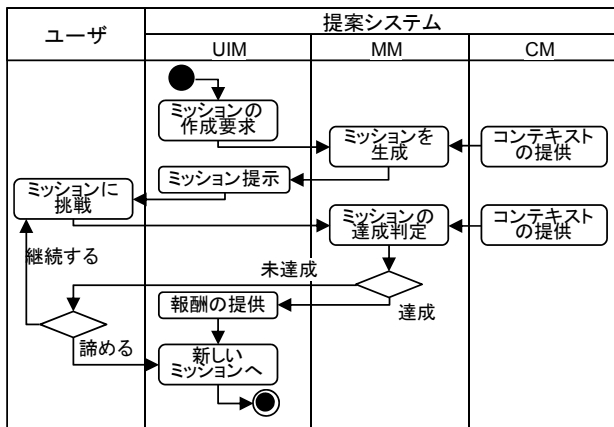 ユーザ
提案システム
UIM
MM
CM
ミッションの
作成要求
ミッションを
生成
コンテキスト
の提供
ミッション提示
ミッションに
挑戦
ミッションの
達成判定
コンテキスト
の提供
継続する
未達成
報酬の提供
達成
諦める
新しい
ミッションへ